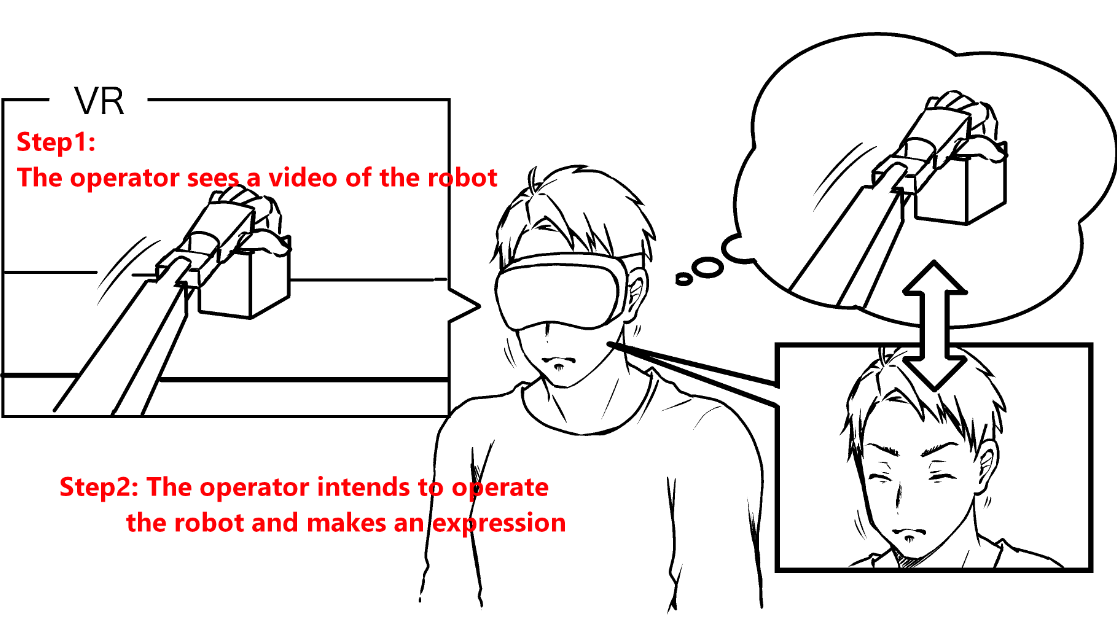 VR
Step1:
The operator sees a video of the robot
Step2: The operator intends to operate
the robot and makes an expression